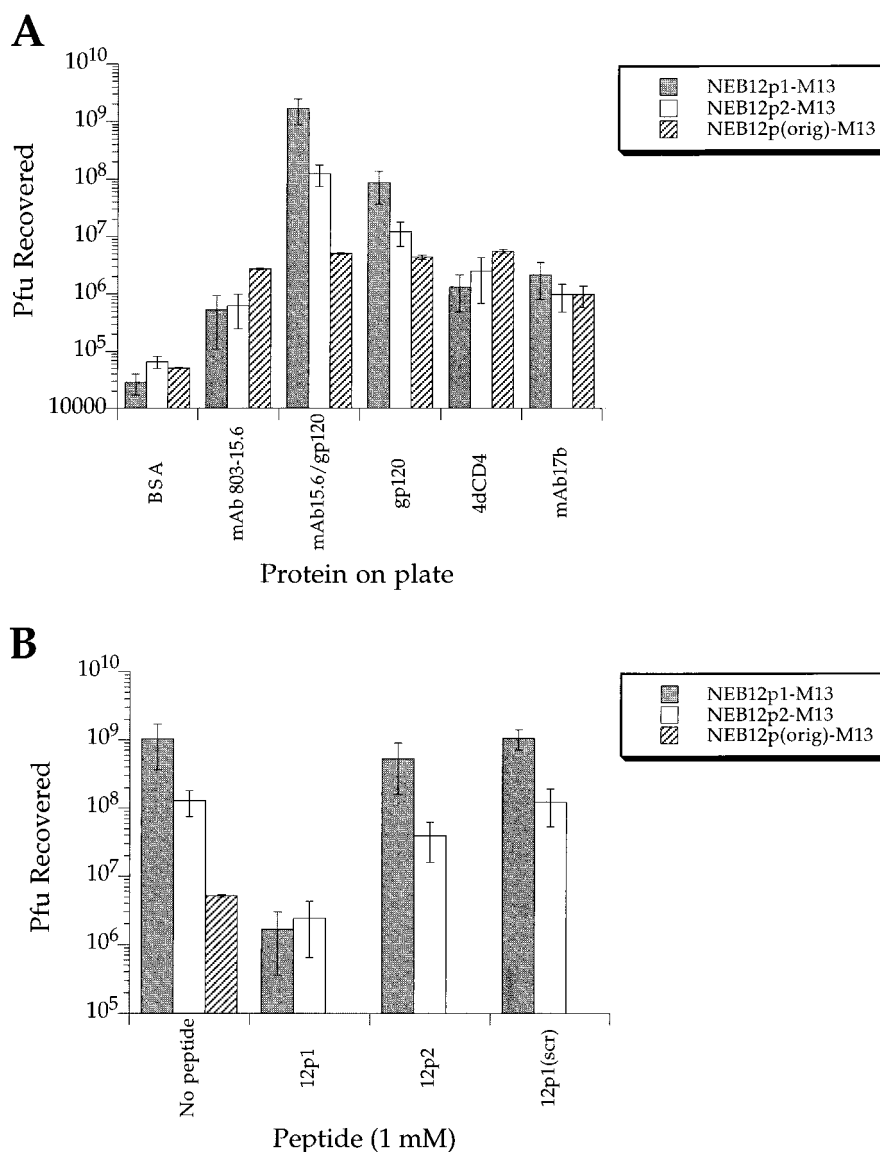 A
10^10
10^9
10^8
10^7
10^6
10^5
10000
Pfu Recovered
BSA
mAb 803-15.6
mAb15.6/gp120
gp120
4dCD4
mAb17b
Protein on plate
NEB12p1-M13
NEB12p2-M13
NEB12p(orig)-M13
B
10^10
10^9
10^8
10^7
10^6
10^5
Pfu Recovered
No peptide
12p1
12p2
12p1(scr)
Peptide (1 mM)
NEB12p1-M13
NEB12p2-M13
NEB12p(orig)-M13